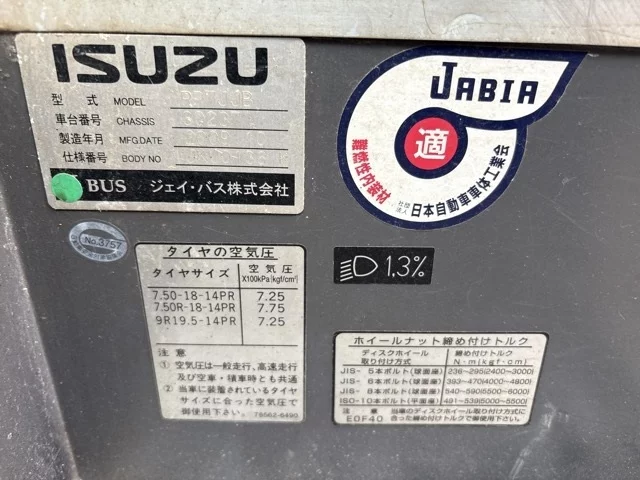 ISUZU
型 式 MODEL
車台番号 CHASSIS
製造年月 MFG.DATE
仕様番号 BODY NO
BUS ジェイ・バス株式会社
JABIA
適
難燃性内装材
社団法人 日本自動車車体工業会
No.3757
タイヤの空気圧
タイヤサイズ 空気圧 X100kPa{kgf/cm²}
7.50-18-14PR 7.25
7.50R-18-14PR 7.75
9R19.5-14PR 7.25
注 意
① 空気圧は一般走行、高速走行
及び空車・積車時とも共通
② 当車に装着されているタイヤ
サイズに合った空気圧で
御使用下さい。 78562-6490
1.3%
ホイールナット締め付けトルク
ディスクホイール取り付け方式 締め付けトルク N-m{kgf-cm}
JIS- 5本ボルト(球面座) 236-295{2400-3000}
JIS- 6本ボルト(球面座) 393-470{4000-4800}
JIS- 8本ボルト(球面座) 540-590{5500-6000}
ISO-10本ボルト(平面座) 491-539{5000-5500}
注意 当車のディスクホイール取り付け方式に
EOF40 合った締め付けトルクで御使用下さい。